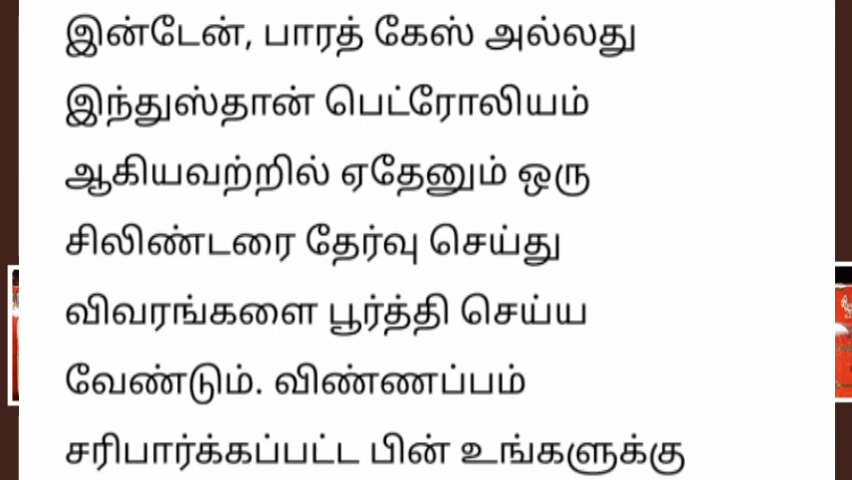 இன்டேன், பாரத் கேஸ் அல்லது
இந்துஸ்தான் பெட்ரோலியம்
ஆகியவற்றில் ஏதேனும் ஒரு
சிலிண்டரை தேர்வு செய்து
விவரங்களை பூர்த்தி செய்ய
வேண்டும். விண்ணப்பம்
சரிபார்க்கப்பட்ட பின் உங்களுக்கு